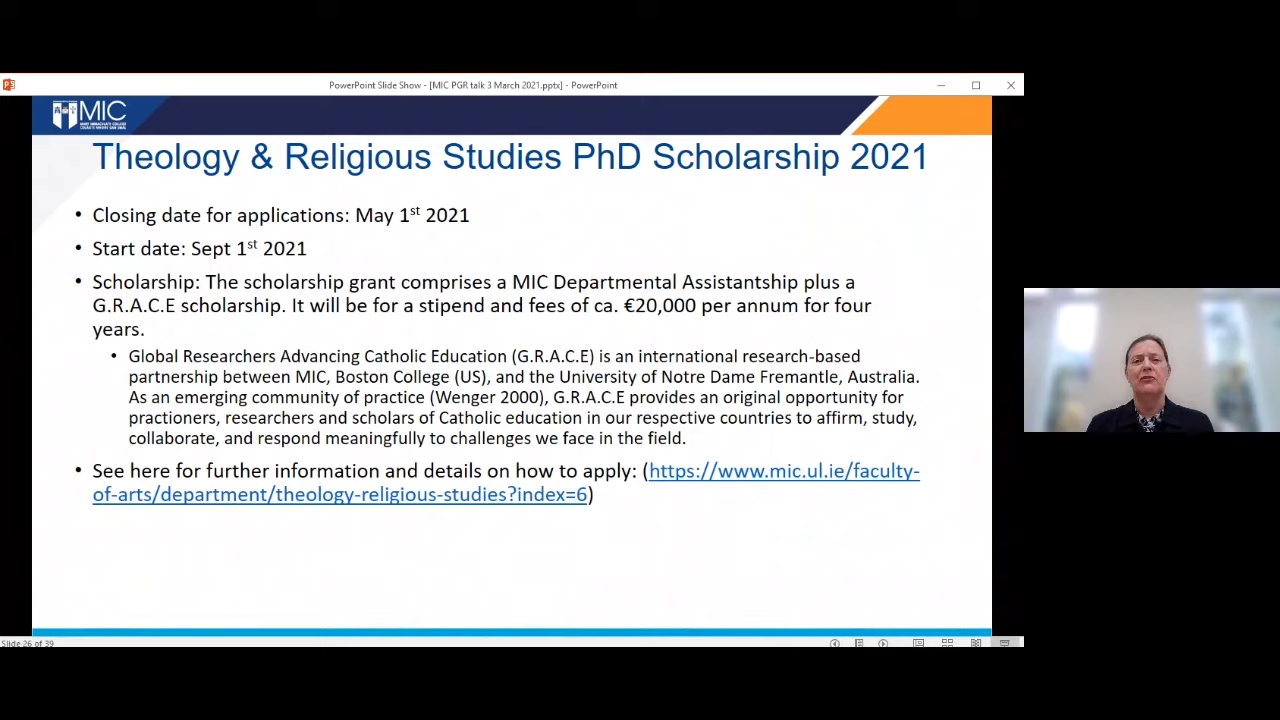 PowerPoint Slide Show - [MIC PGR talk 3 March 2021.pptx] - PowerPoint
MIC
MARY IMMACULATE COLLEGE
COLÁISTE MHUIRE GAN SMÁL
Theology & Religious Studies PhD Scholarship 2021
• Closing date for applications: May 1st 2021
• Start date: Sept 1st 2021
• Scholarship: The scholarship grant comprises a MIC Departmental Assistantship plus a
G.R.A.C.E scholarship. It will be for a stipend and fees of ca. €20,000 per annum for four
years.
• Global Researchers Advancing Catholic Education (G.R.A.C.E) is an international research-based
partnership between MIC, Boston College (US), and the University of Notre Dame Fremantle, Australia.
As an emerging community of practice (Wenger 2000), G.R.A.C.E provides an original opportunity for
practioners, researchers and scholars of Catholic education in our respective countries to affirm, study,
collaborate, and respond meaningfully to challenges we face in the field.
• See here for further information and details on how to apply: (https://www.mic.ul.ie/faculty-
of-arts/department/theology-religious-studies?index=6)
Slide 26 of 39